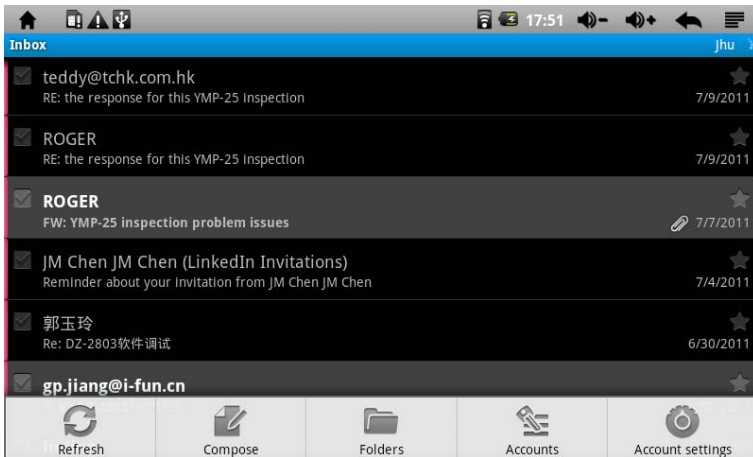 17:51
Inbox
Jhu
teddy@tchk.com.hk
RE: the response for this YMP-25 inspection
7/9/2011
ROGER
RE: the response for this YMP-25 inspection
7/9/2011
ROGER
FW: YMP-25 inspection problem issues
7/7/2011
JM Chen JM Chen (LinkedIn Invitations)
Reminder about your invitation from JM Chen JM Chen
7/4/2011
郭玉玲
Re: DZ-2803软件调试
6/30/2011
gp.jiang@i-fun.cn
Refresh
Compose
Folders
Accounts
Account settings